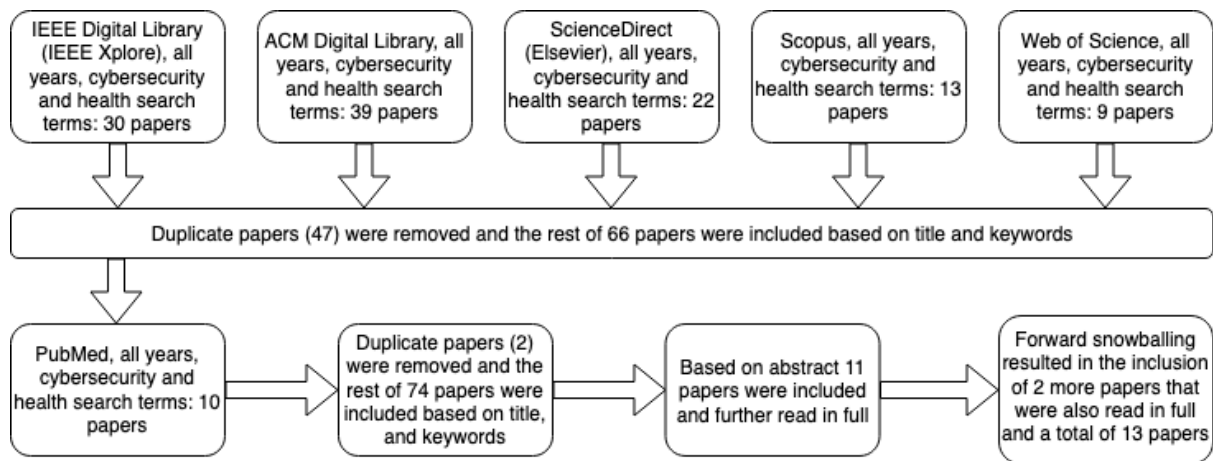 IEEE Digital Library
(IEEE Xplore), all
years, cybersecurity
and health search
terms: 30 papers
ACM Digital Library, all
years, cybersecurity
and health search
terms: 39 papers
ScienceDirect
(Elsevier), all years,
cybersecurity and
health search terms: 22
papers
Scopus, all years,
cybersecurity and
health search terms: 13
papers
Web of Science, all
years, cybersecurity
and health search
terms: 9 papers
Duplicate papers (47) were removed and the rest of 66 papers were included based on title and keywords
PubMed, all years,
cybersecurity and
health search terms: 10
papers
Duplicate papers (2)
were removed and the
rest of 74 papers were
included based on title,
and keywords
Based on abstract 11
papers were included
and further read in full
Forward snowballing
resulted in the inclusion
of 2 more papers that
were also read in full
and a total of 13 papers